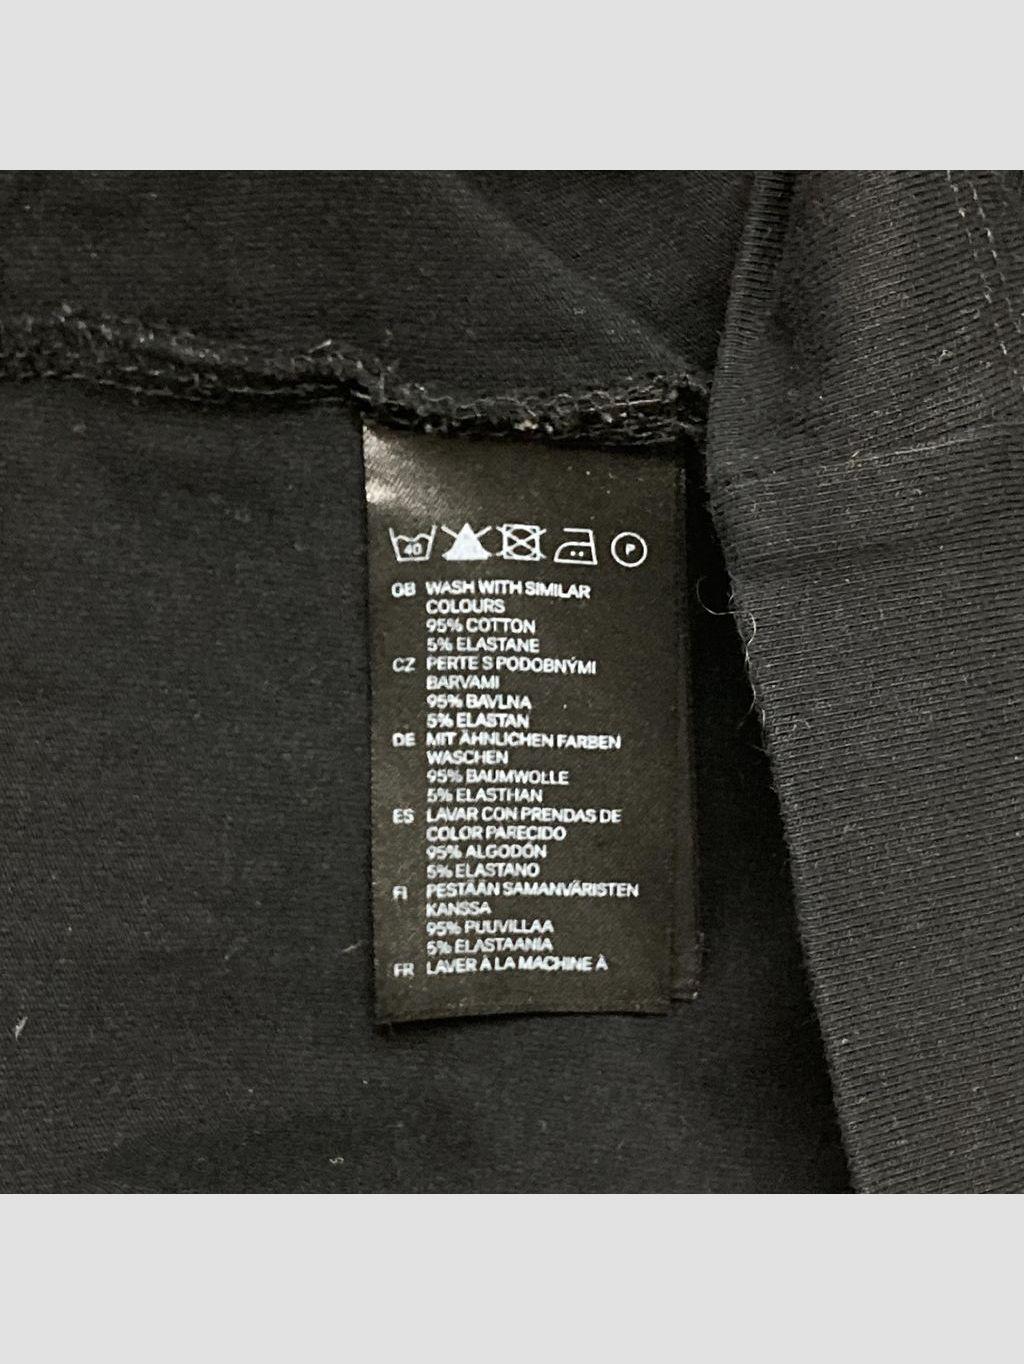 40 P
GB WASH WITH SIMILAR
COLOURS
95% COTTON
5% ELASTANE
CZ PERTE S PODOBNÝMI
BARVAMI
95% BAVLNA
5% ELASTAN
DE MIT ÄHNLICHEN FARBEN
WASCHEN
95% BAUMWOLLE
5% ELASTHAN
ES LAVAR CON PRENDAS DE
COLOR PARECIDO
95% ALGODÓN
5% ELASTANO
FI PESTÄÄN SAMANVÄRISTEN
KANSSA
95% PUUVILLAA
5% ELASTAANIA
FR LAVER À LA MACHINE À